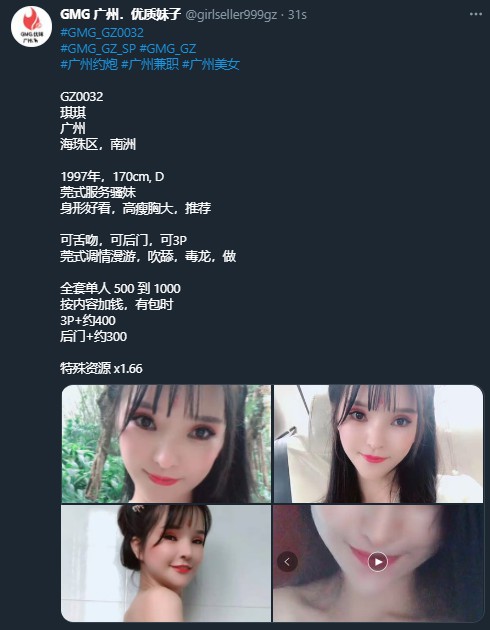 GMG 广州．优质妹子 @girlseller999gz · 31s
#GMG_GZ0032
#GMG_GZ_SP #GMG_GZ
#广州约炮 #广州兼职 #广州美女
GZ0032
琪琪
广州
海珠区，南洲
1997年，170cm, D
莞式服务骚妹
身形好看，高瘦胸大，推荐
可舌吻，可后门，可3P
莞式调情漫游，吹舔，毒龙，做
全套单人 500 到 1000
按内容加钱，有包时
3P+约400
后门+约300
特殊资源 x1.66